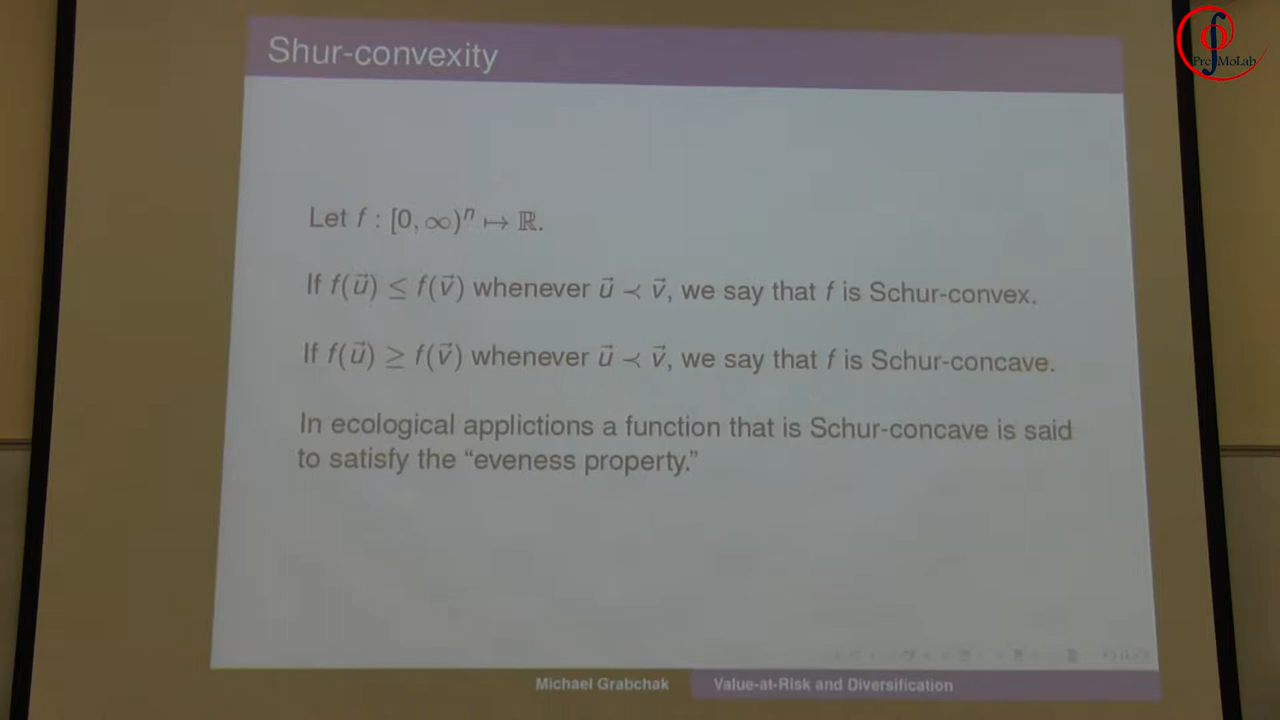 Shur-convexity
PreMoLab
Let f : [0, ∞)ⁿ ↦ ℝ.
If f(u⃗) ≤ f(v⃗) whenever u⃗ ≺ v⃗, we say that f is Schur-convex.
If f(u⃗) ≥ f(v⃗) whenever u⃗ ≺ v⃗, we say that f is Schur-concave.
In ecological applictions a function that is Schur-concave is said
to satisfy the “eveness property.”
Michael Grabchak
Value-at-Risk and Diversification